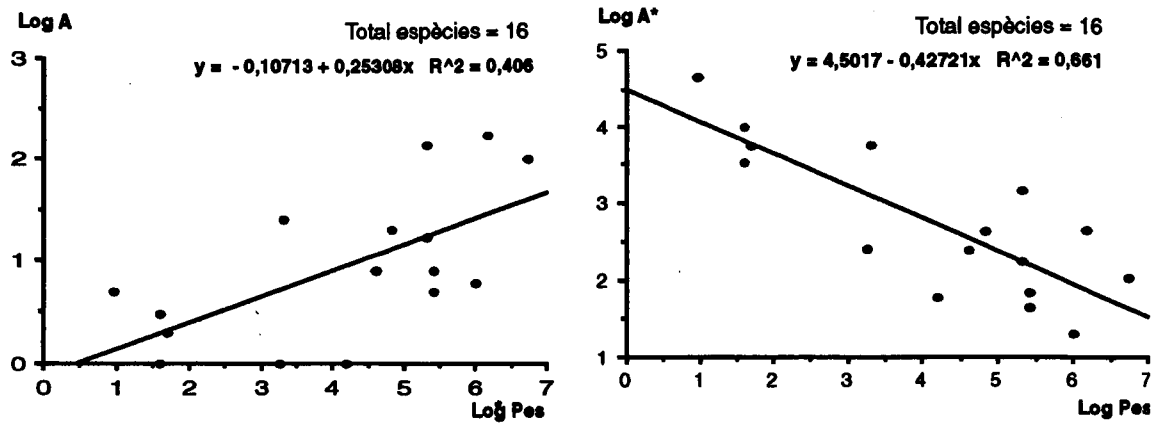 Log A
Total espècies = 16
y = - 0,10713 + 0,25308x R^2 = 0,406
3
2
1
0
0 1 2 3 4 5 6 7
Log Pes
Log A*
Total espècies = 16
y = 4,5017 - 0,42721x R^2 = 0,661
5
4
3
2
1
0 1 2 3 4 5 6 7
Log Pes